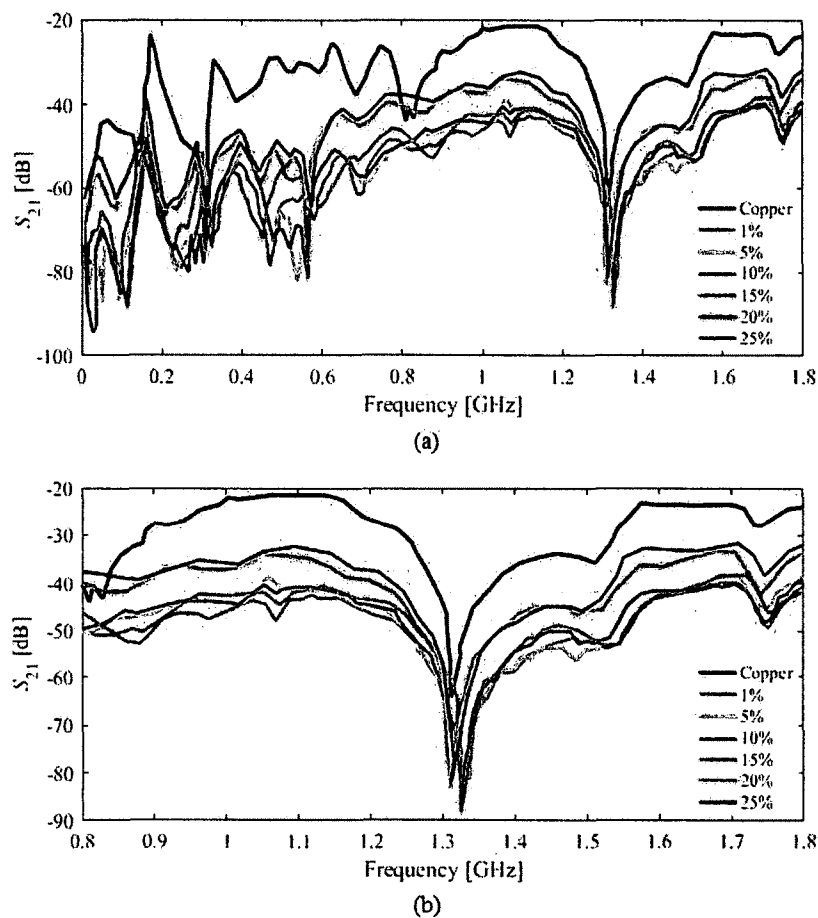 -20
-40
-60
-80
-100
S21 [dB]
Copper
1%
5%
10%
15%
20%
25%
0 0.2 0.4 0.6 0.8 1 1.2 1.4 1.6 1.8
Frequency [GHz]
(a)
-20
-30
-40
-50
-60
-70
-80
-90
S21 [dB]
Copper
1%
5%
10%
15%
20%
25%
0.8 0.9 1 1.1 1.2 1.3 1.4 1.5 1.6 1.7 1.8
Frequency [GHz]
(b)